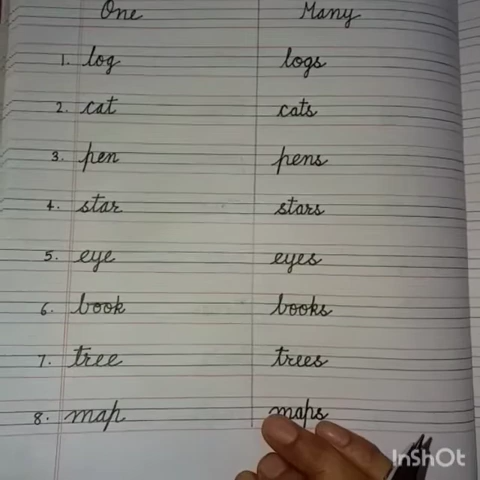 One Many
1. log logs
2. cat cats
3. pen pens
4. star stars
5. eye eyes
6. book books
7. tree trees
8. map maps
InShOt